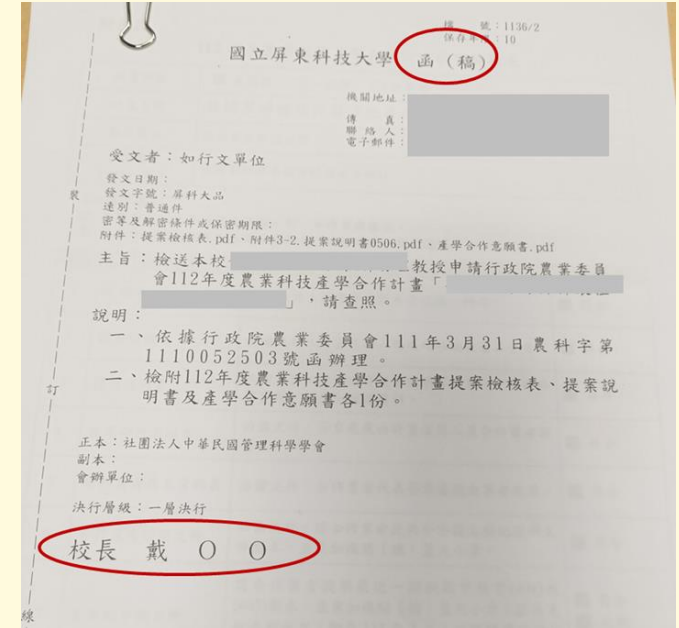 檔　　號：1136/2
保存年限：10
國立屏東科技大學　函（稿）
機關地址：
傳　　真：
聯 絡 人：
電子郵件：
受文者：如行文單位
發文日期：
發文字號：屏科大品
速別：普通件
密等及解密條件或保密期限：
附件：提案檢核表.pdf、附件3-2.提案說明書0506.pdf、產學合作意願書.pdf
主旨：檢送本校 教授申請行政院農業委員
會112年度農業科技產學合作計畫「
」，請查照。
說明：
一、依據行政院農業委員會111年3月31日農科字第
1110052503號函辦理。
二、檢附112年度農業科技產學合作計畫提案檢核表、提案說
明書及產學合作意願書各1份。
正本：社團法人中華民國管理科學學會
副本：
會辦單位：
決行層級：一層決行
校長　戴　○　○
裝
訂
線